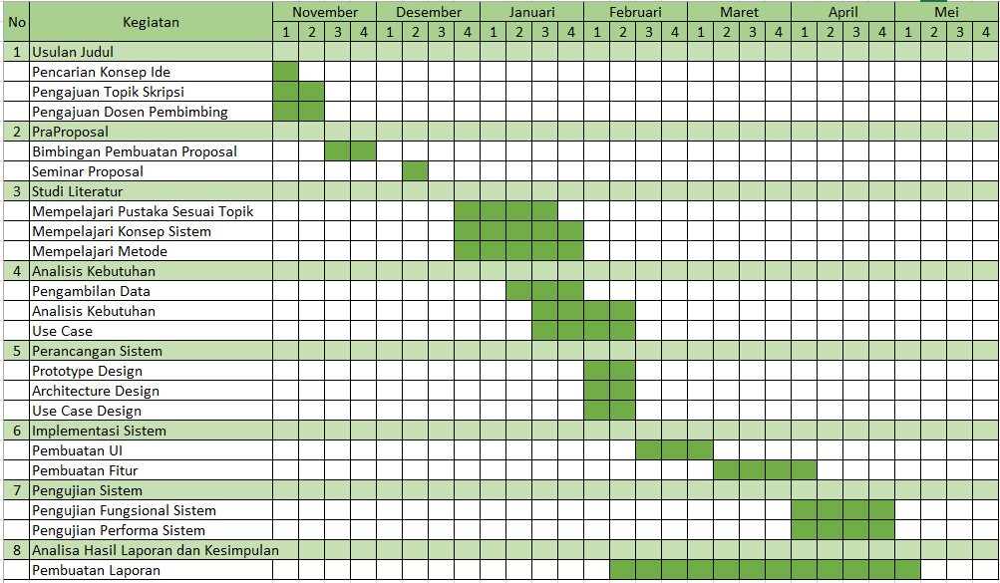 No Kegiatan November Desember Januari Februari Maret April Mei
1 2 3 4 1 2 3 4 1 2 3 4 1 2 3 4 1 2 3 4 1 2 3 4 1 2 3 4
1 Usulan Judul
Pencarian Konsep Ide
Pengajuan Topik Skripsi
Pengajuan Dosen Pembimbing
2 PraProposal
Bimbingan Pembuatan Proposal
Seminar Proposal
3 Studi Literatur
Mempelajari Pustaka Sesuai Topik
Mempelajari Konsep Sistem
Mempelajari Metode
4 Analisis Kebutuhan
Pengambilan Data
Analisis Kebutuhan
Use Case
5 Perancangan Sistem
Prototype Design
Architecture Design
Use Case Design
6 Implementasi Sistem
Pembuatan UI
Pembuatan Fitur
7 Pengujian Sistem
Pengujian Fungsional Sistem
Pengujian Performa Sistem
8 Analisa Hasil Laporan dan Kesimpulan
Pembuatan Laporan